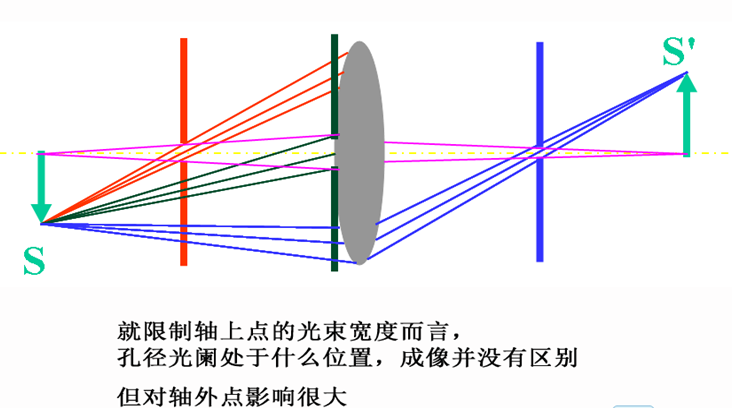 S'
S
就限制轴上点的光束宽度而言，
孔径光阑处于什么位置，成像并没有区别
但对轴外点影响很大